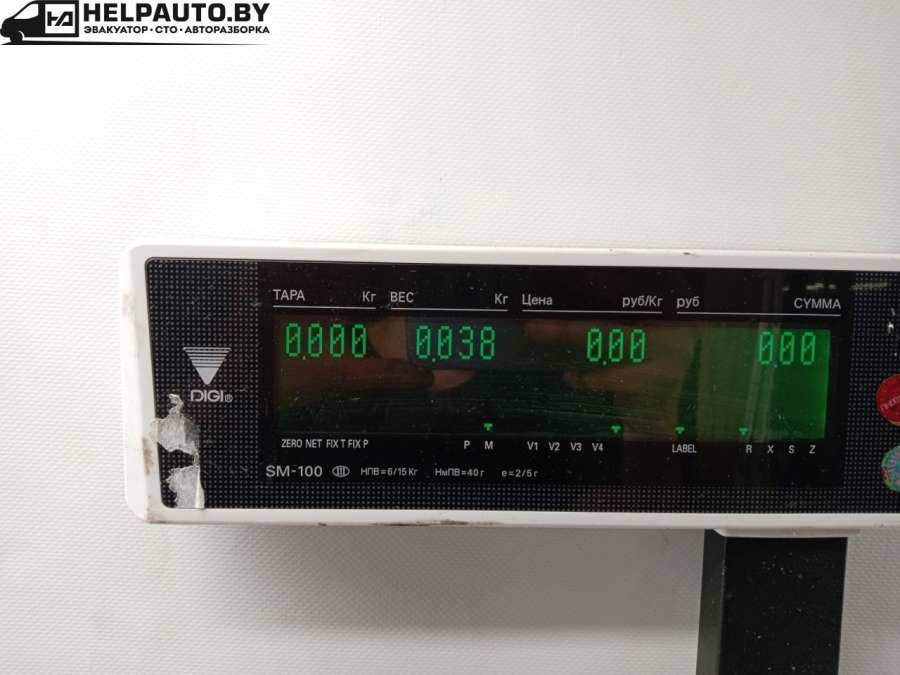 HELPAUTO.BY
ЭВАКУАТОР • СТО • АВТОРАЗБОРКА
ТАРА Кг ВЕС Кг Цена руб/Кг руб СУММА
0.000 0.038 0.00 0.00
DIGI®
ZERO NET FIX T FIX P P M V1 V2 V3 V4 LABEL R X S Z
SM-100 III НПВ=6/15 Кг НмПВ=40 г e=2/5 г